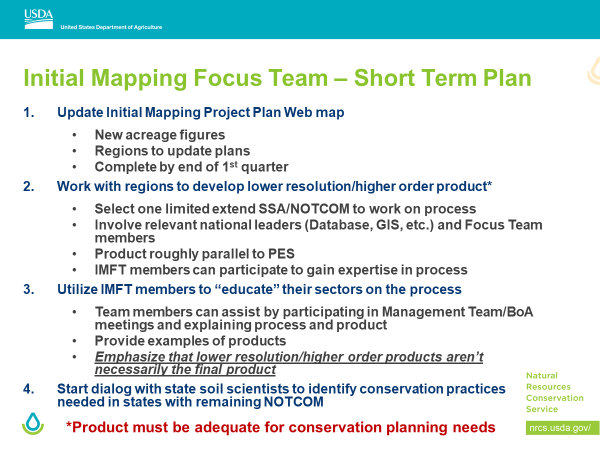 USDA
United States Department of Agriculture
Initial Mapping Focus Team – Short Term Plan
1. Update Initial Mapping Project Plan Web map
• New acreage figures
• Regions to update plans
• Complete by end of 1st quarter
2. Work with regions to develop lower resolution/higher order product*
• Select one limited extend SSA/NOTCOM to work on process
• Involve relevant national leaders (Database, GIS, etc.) and Focus Team
members
• Product roughly parallel to PES
• IMFT members can participate to gain expertise in process
3. Utilize IMFT members to “educate” their sectors on the process
• Team members can assist by participating in Management Team/BoA
meetings and explaining process and product
• Provide examples of products
• Emphasize that lower resolution/higher order products aren’t
necessarily the final product
4. Start dialog with state soil scientists to identify conservation practices
needed in states with remaining NOTCOM
*Product must be adequate for conservation planning needs
Natural
Resources
Conservation
Service
nrcs.usda.gov/